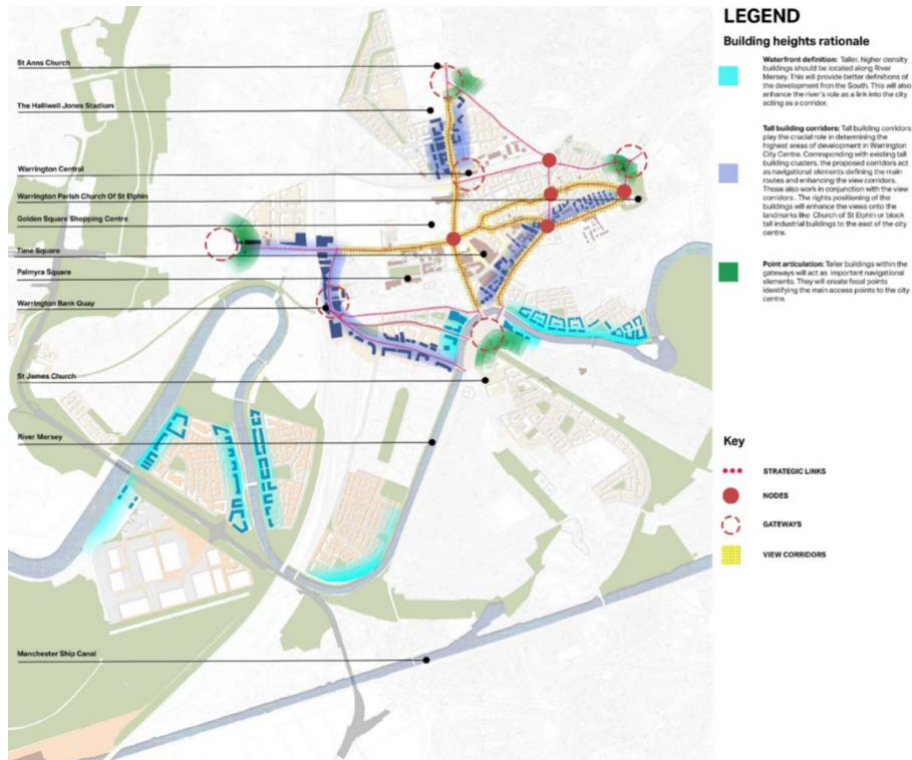 St Anns Church
The Halliwell Jones Stadium
Warrington Central
Warrington Parish Church Of St Elphin
Golden Square Shopping Centre
Time Square
Palmyra Square
Warrington Bank Quay
St James Church
River Mersey
Manchester Ship Canal
LEGEND
Building heights rationale
Waterfront definition: Taller, higher density
buildings should be located along River
Mersey. This will provide better definitions of
the development from the South. This will also
enhance the river's role as a link into the city
acting as a corridor.
Tall building corridors: Tall building corridors
play the crucial role in determining the
highest areas of development in Warrington
City Centre. Corresponding with existing tall
building clusters, the proposed corridors act
as navigational elements defining the main
routes and enhancing the view corridors.
Those also work in conjunction with the view
corridors . The rights positioning of the
buildings will enhance the views onto the
landmarks like Church of St Elphin or block
tall industrial buildings to the east of the city
centre.
Point articulation: Taller buildings within the
gateways will act as important navigational
elements. They will create focal points
identifying the main access points to the city
centre.
Key
STRATEGIC LINKS
NODES
GATEWAYS
VIEW CORRIDORS